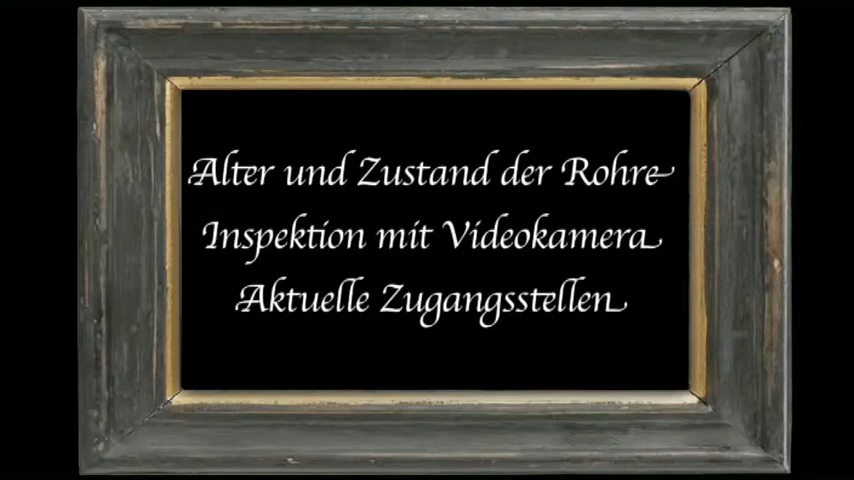 Alter und Zustand der Rohre
Inspektion mit Videokamera
Aktuelle Zugangsstellen